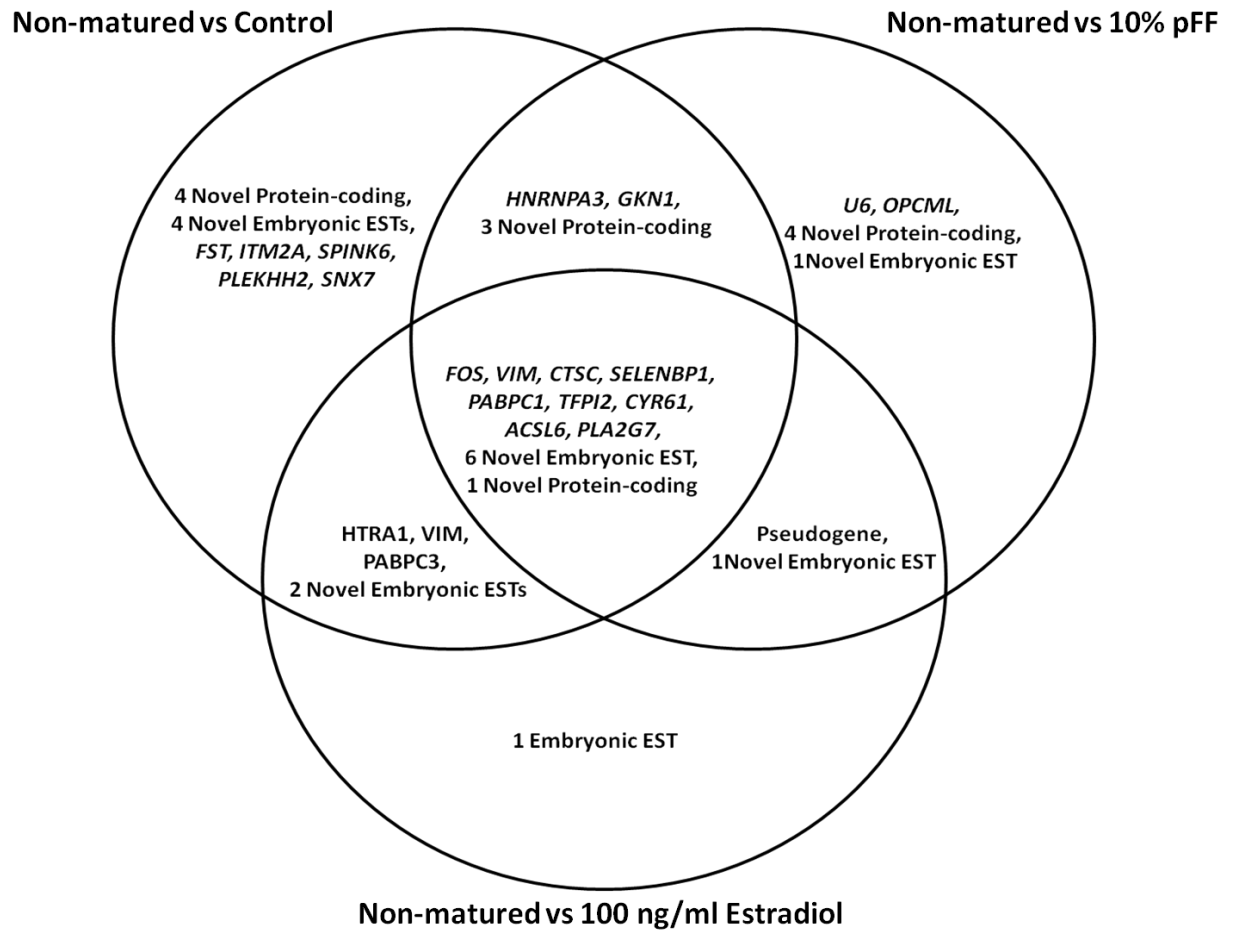 Non-matured vs Control
Non-matured vs 10% pFF
4 Novel Protein-coding,
4 Novel Embryonic ESTs,
FST, ITM2A, SPINK6,
PLEKHH2, SNX7
HNRNPA3, GKN1,
3 Novel Protein-coding
U6, OPCML,
4 Novel Protein-coding,
1Novel Embryonic EST
FOS, VIM, CTSC, SELENBP1,
PABPC1, TFPI2, CYR61,
ACSL6, PLA2G7,
6 Novel Embryonic EST,
1 Novel Protein-coding
HTRA1, VIM,
PABPC3,
2 Novel Embryonic ESTs
Pseudogene,
1Novel Embryonic EST
1 Embryonic EST
Non-matured vs 100 ng/ml Estradiol